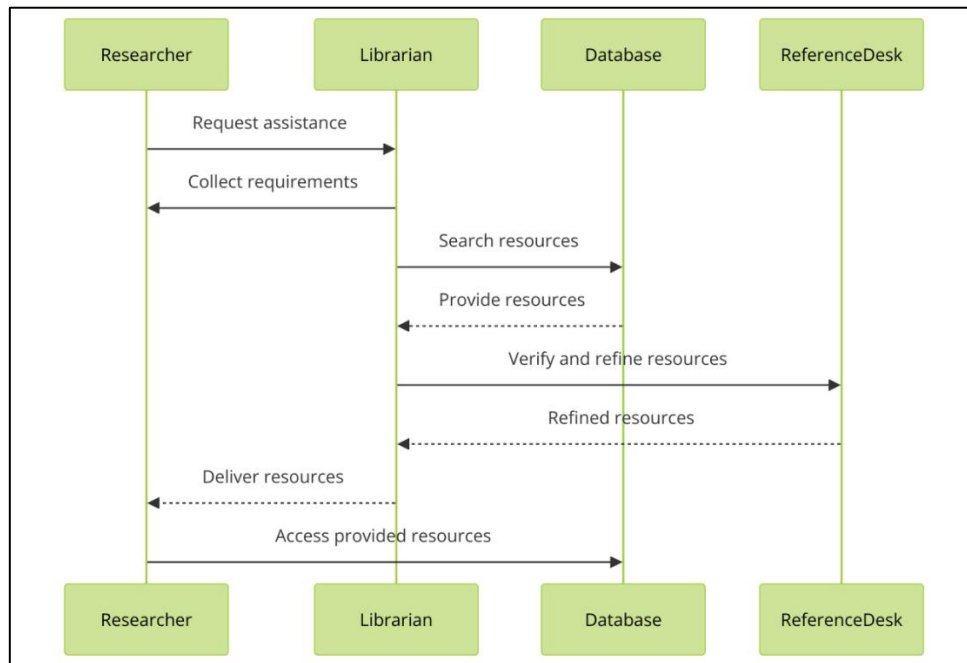 Researcher
Librarian
Database
ReferenceDesk
Request assistance
Collect requirements
Search resources
Provide resources
Verify and refine resources
Refined resources
Deliver resources
Access provided resources
Researcher
Librarian
Database
ReferenceDesk